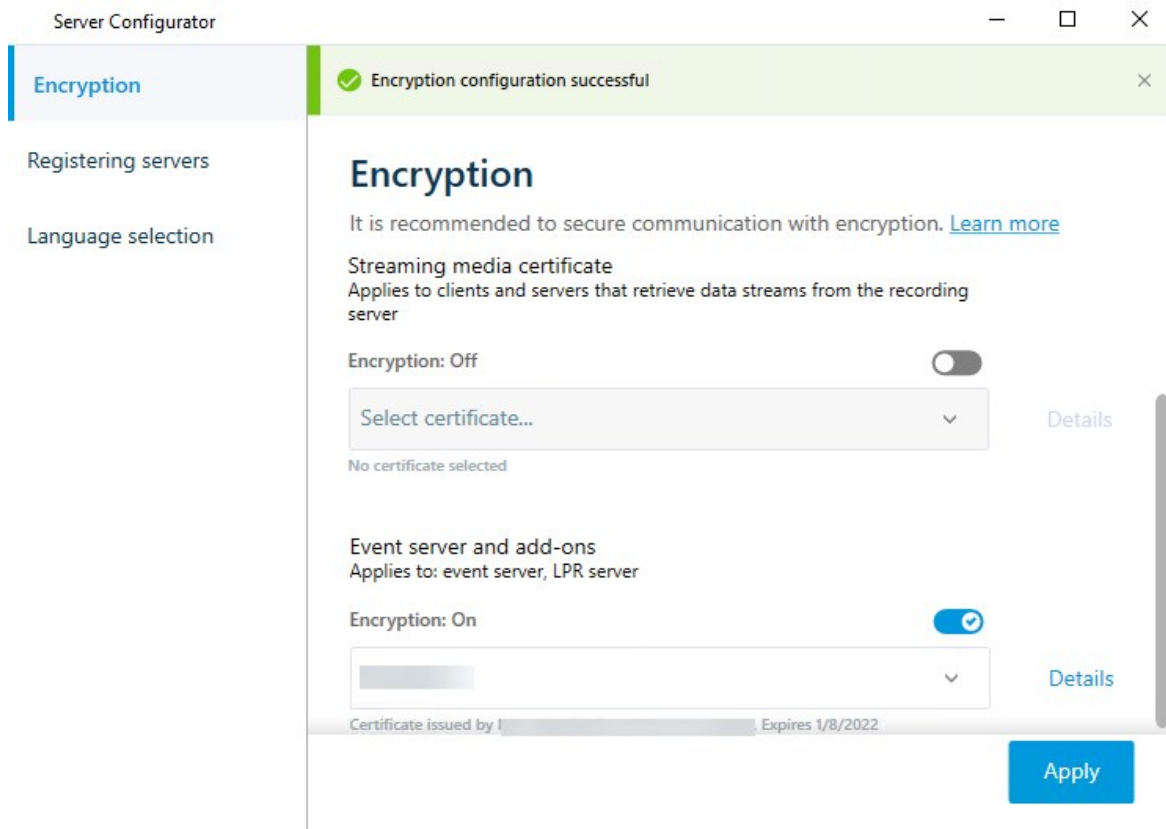 Server Configurator
Encryption
Registering servers
Language selection
Encryption configuration successful
Encryption
It is recommended to secure communication with encryption. Learn more
Streaming media certificate
Applies to clients and servers that retrieve data streams from the recording
server
Encryption: Off
Select certificate...
Details
No certificate selected
Event server and add-ons
Applies to: event server, LPR server
Encryption: On
Details
Certificate issued by
Expires 1/8/2022
Apply